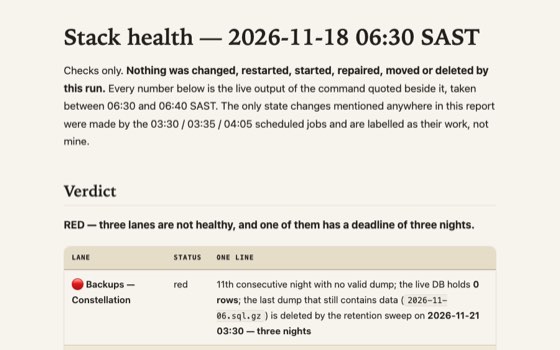 Stack health — 2026-11-18 06:30 SAST
Checks only. Nothing was changed, restarted, started, repaired, moved or deleted by
this run. Every number below is the live output of the command quoted beside it, taken
between 06:30 and 06:40 SAST. The only state changes mentioned anywhere in this report
were made by the 03:30 / 03:35 / 04:05 scheduled jobs and are labelled as their work, not
mine.
Verdict
RED — three lanes are not healthy, and one of them has a deadline of three nights.
LANE STATUS ONE LINE
Backups — red 11th consecutive night with no valid dump; the live DB holds 0
Constellation rows; the last dump that still contains data ( 2026-11-
06.sql.gz ) is deleted by the retention sweep on 2026-11-21
03:30 — three nights